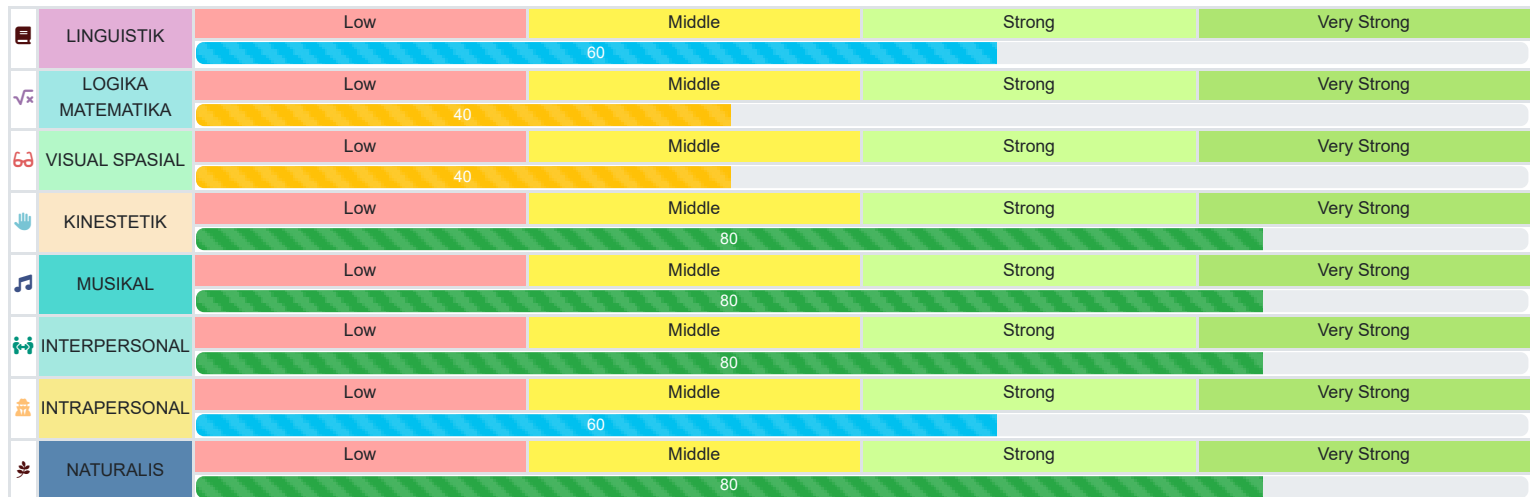 LINGUISTIK
Low Middle Strong Very Strong
60
LOGIKA
MATEMATIKA
Low Middle Strong Very Strong
40
VISUAL SPASIAL
Low Middle Strong Very Strong
40
KINESTETIK
Low Middle Strong Very Strong
80
MUSIKAL
Low Middle Strong Very Strong
80
INTERPERSONAL
Low Middle Strong Very Strong
80
INTRAPERSONAL
Low Middle Strong Very Strong
60
NATURALIS
Low Middle Strong Very Strong
80